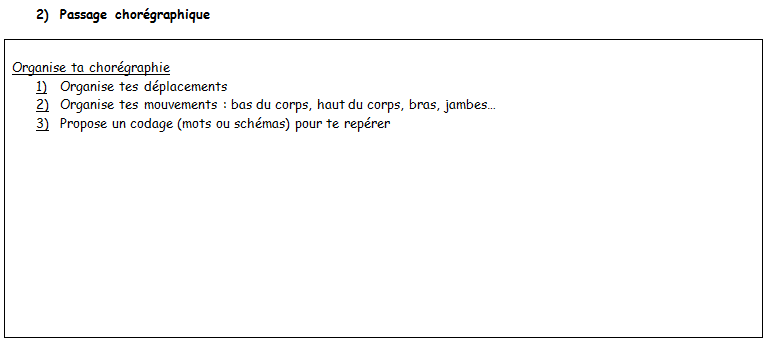 2) Passage chorégraphique
Organise ta chorégraphie
1) Organise tes déplacements
2) Organise tes mouvements : bas du corps, haut du corps, bras, jambes…
3) Propose un codage (mots ou schémas) pour te repérer